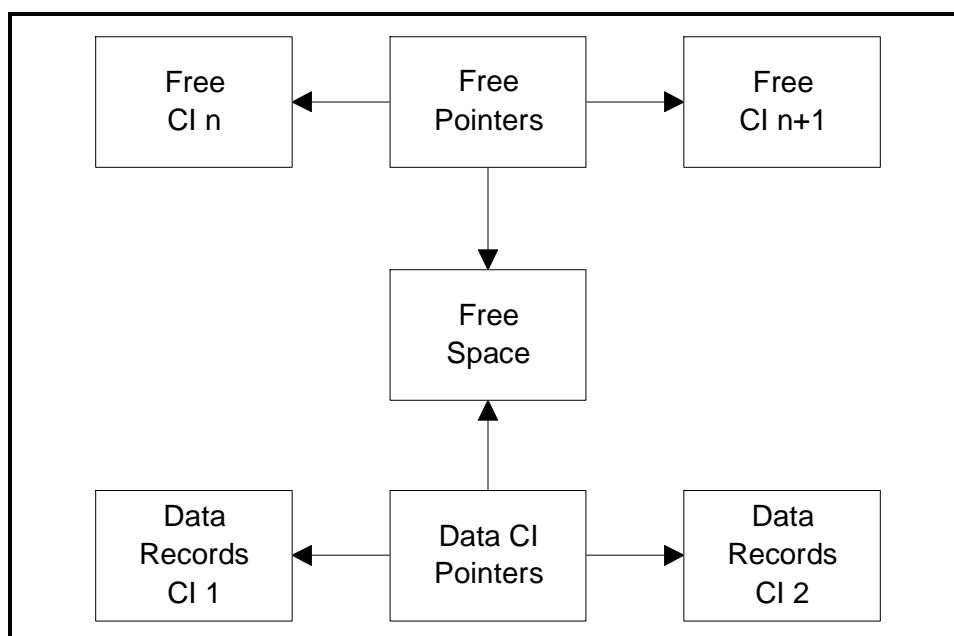 Free
CI n
Free
Pointers
Free
CI n+1
Free
Space
Data
Records
CI 1
Data CI
Pointers
Data
Records
CI 2